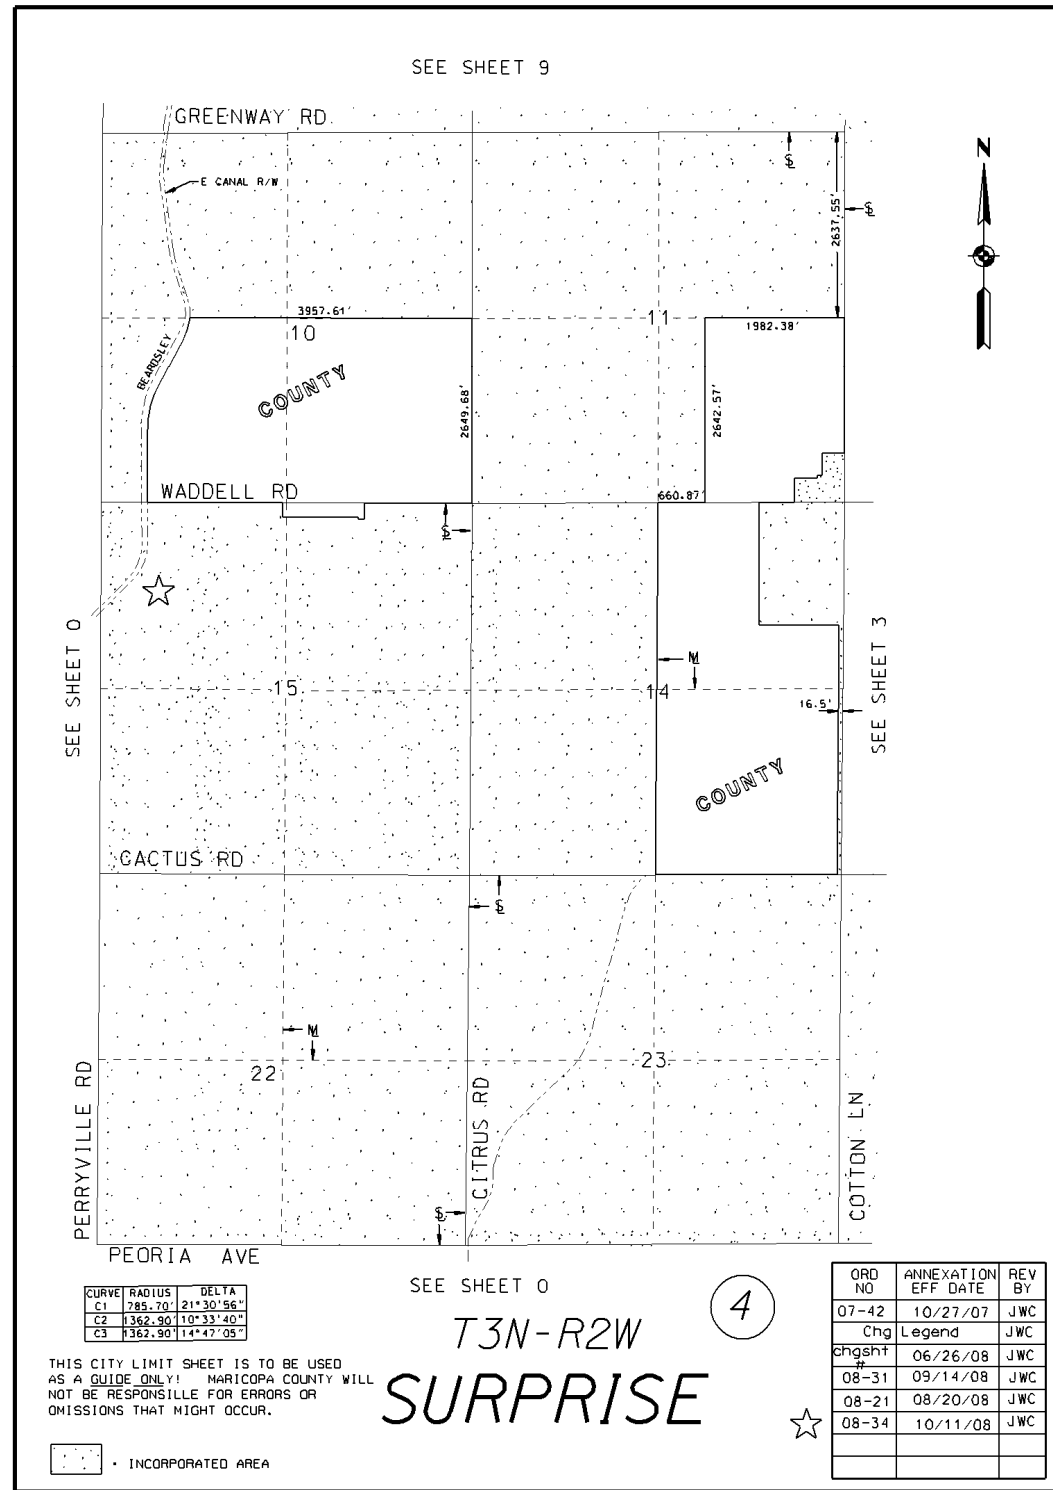 SEE SHEET 9
GREENWAY RD.
N
E CANAL R/W
2637.55'
3957.61'
10
11
1982.38'
BEARDSLEY
COUNTY
2649.68'
2642.57'
WADDELL RD
660.87'
SEE SHEET 0
SEE SHEET 3
M
15
14
16.5'
COUNTY
CACTUS RD
M
22
23
PERRYVILLE RD
CITRUS RD
COTTON LN
PEORIA AVE
SEE SHEET 0
CURVE RADIUS DELTA
C1 785.70' 21°30'56"
C2 1362.90' 10°33'40"
C3 1362.90' 14°47'05"
4
T3N-R2W
SURPRISE
THIS CITY LIMIT SHEET IS TO BE USED
AS A GUIDE ONLY! MARICOPA COUNTY WILL
NOT BE RESPONSILLE FOR ERRORS OR
OMISSIONS THAT MIGHT OCCUR.
• INCORPORATED AREA
ORD NO ANNEXATION EFF DATE REV BY
07-42 10/27/07 JWC
Chg Legend JWC
chgsht # 06/26/08 JWC
08-31 09/14/08 JWC
08-21 08/20/08 JWC
08-34 10/11/08 JWC